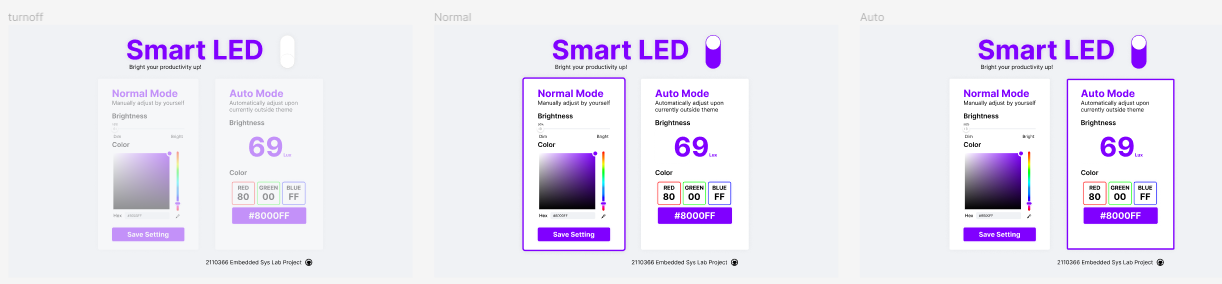 turnoff
Smart LED
Bright your productivity up!
Normal Mode
Manually adjust by yourself
Brightness
Dim Bright
Color
Hex #8000FF
Save Setting
Auto Mode
Automatically adjust upon
currently outside theme
Brightness
69 Lux
Color
RED GREEN BLUE
80 00 FF
#8000FF
2110366 Embedded Sys Lab Project
Normal
Smart LED
Bright your productivity up!
Normal Mode
Manually adjust by yourself
Brightness
Dim Bright
Color
Hex #8000FF
Save Setting
Auto Mode
Automatically adjust upon
currently outside theme
Brightness
69 Lux
Color
RED GREEN BLUE
80 00 FF
#8000FF
2110366 Embedded Sys Lab Project
Auto
Smart LED
Bright your productivity up!
Normal Mode
Manually adjust by yourself
Brightness
Dim Bright
Color
Hex #8000FF
Save Setting
Auto Mode
Automatically adjust upon
currently outside theme
Brightness
69 Lux
Color
RED GREEN BLUE
80 00 FF
#8000FF
2110366 Embedded Sys Lab Project